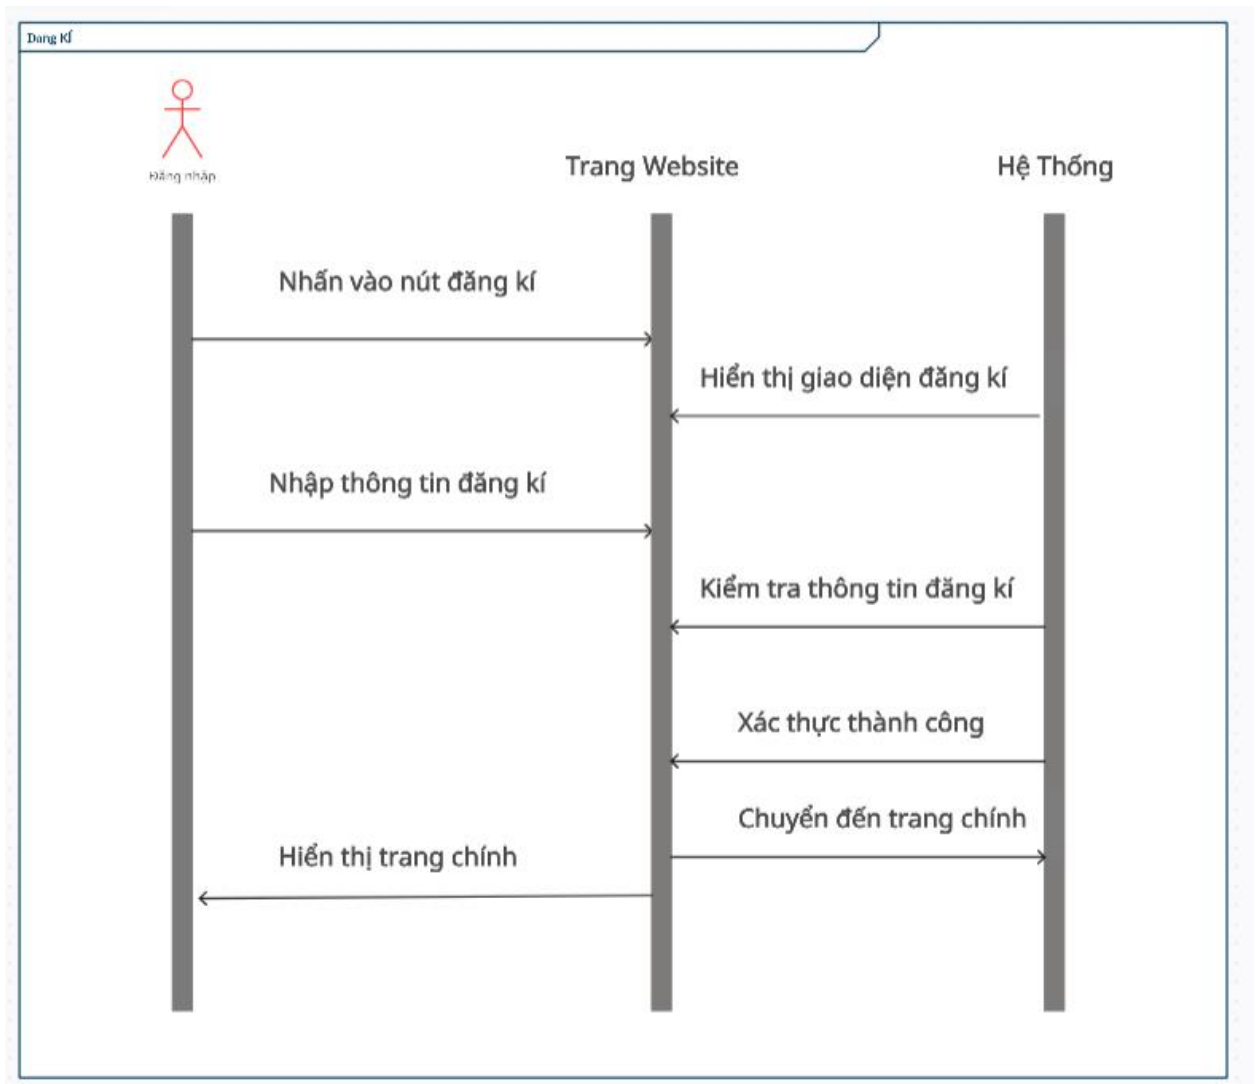 Dang Kí
Đăng nhập
Trang Website
Hệ Thống
Nhấn vào nút đăng kí
Hiển thị giao diện đăng kí
Nhập thông tin đăng kí
Kiểm tra thông tin đăng kí
Xác thực thành công
Chuyển đến trang chính
Hiển thị trang chính